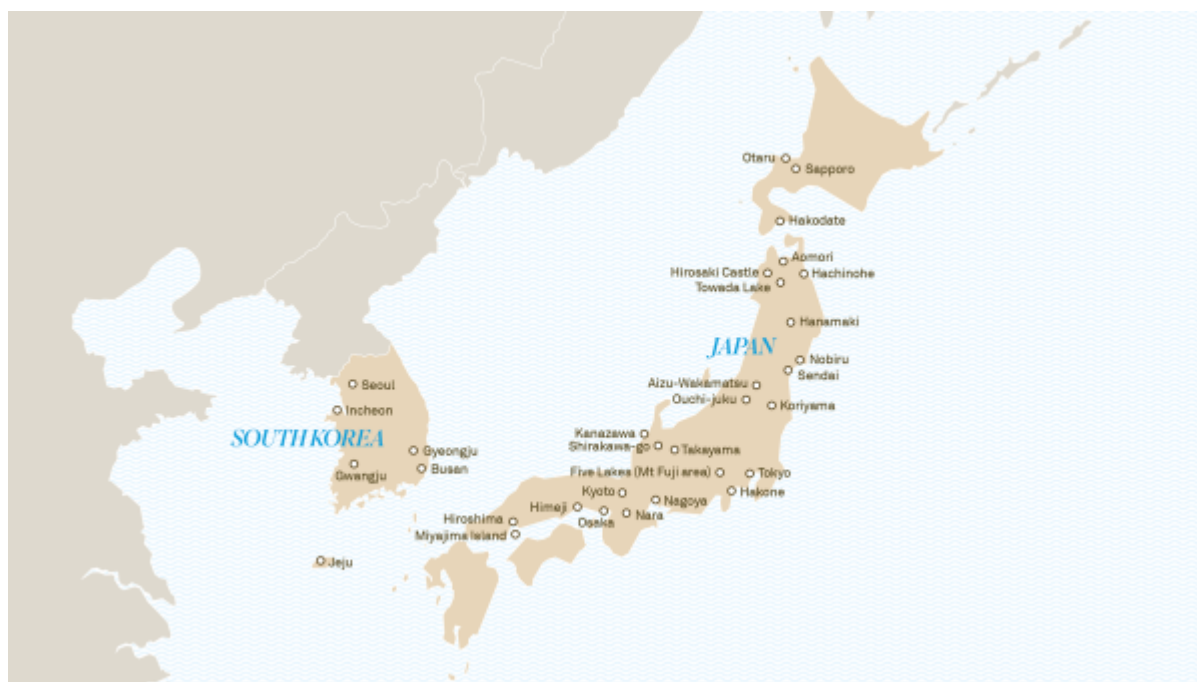 Otaru
Sapporo
Hakodate
Aomori
Hirosaki Castle
Hachinohe
Towada Lake
Hanamaki
JAPAN
Nobiru
Sendai
Aizu-Wakamatsu
Ouchi-juku
Koriyama
Seoul
Incheon
SOUTH KOREA
Gyeongju
Busan
Gwangju
Jeju
Kanazawa
Shirakawa-go
Takayama
Five Lakes (Mt Fuji area)
Tokyo
Hakone
Kyoto
Nagoya
Himeji
Osaka
Nara
Hiroshima
Miyajima Island